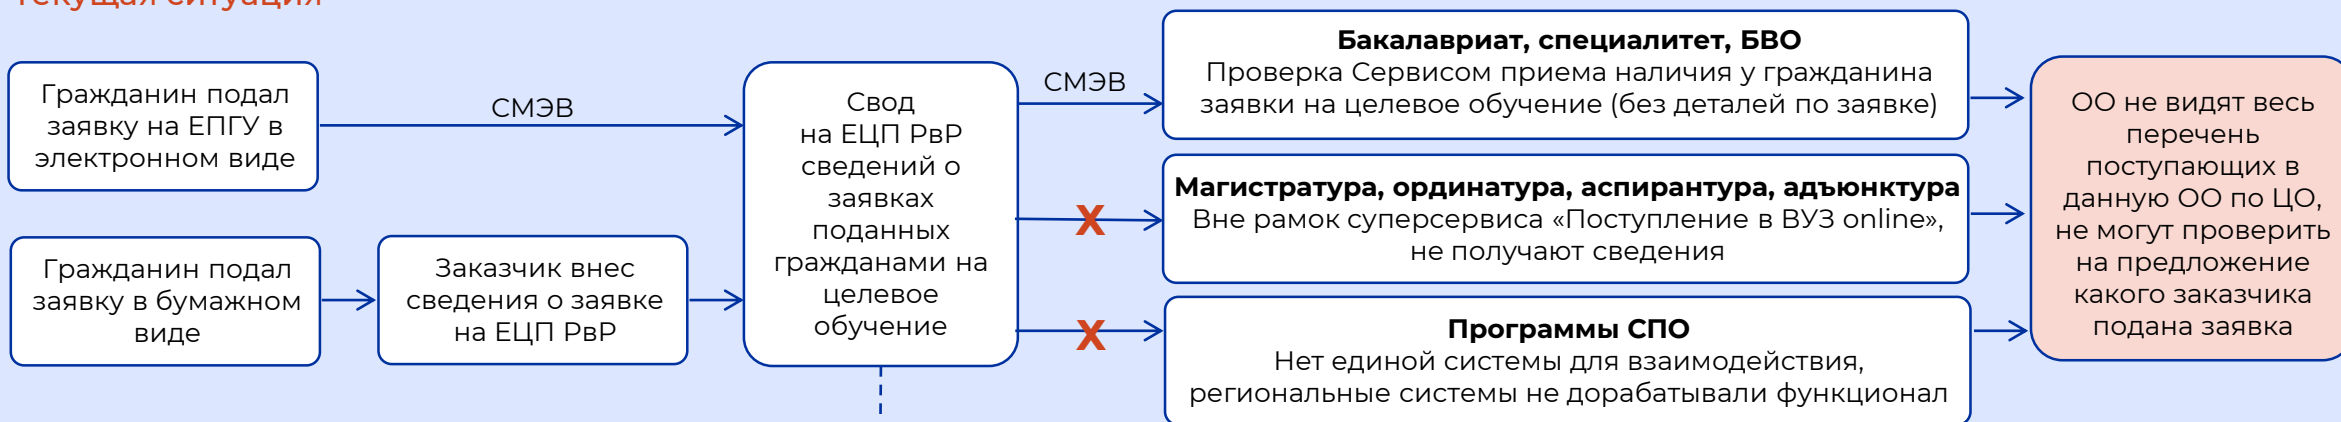 Текущая ситуация
Гражданин подал
заявку на ЕПГУ в
электронном виде
СМЭВ
Гражданин подал
заявку в бумажном
виде
Заказчик внес
сведения о заявке
на ЕЦП РвР
Свод
на ЕЦП РвР
сведений о
заявках
поданных
гражданами на
целевое
обучение
СМЭВ
X
X
Бакалавриат, специалитет, БВО
Проверка Сервисом приема наличия у гражданина
заявки на целевое обучение (без деталей по заявке)
Магистратура, ординатура, аспирантура, адъюнктура
Вне рамок суперсервиса «Поступление в ВУЗ online»,
не получают сведения
Программы СПО
Нет единой системы для взаимодействия,
региональные системы не дорабатывали функционал
ОО не видят весь
перечень
поступающих в
данную ОО по ЦО,
не могут проверить
на предложение
какого заказчика
подана заявка